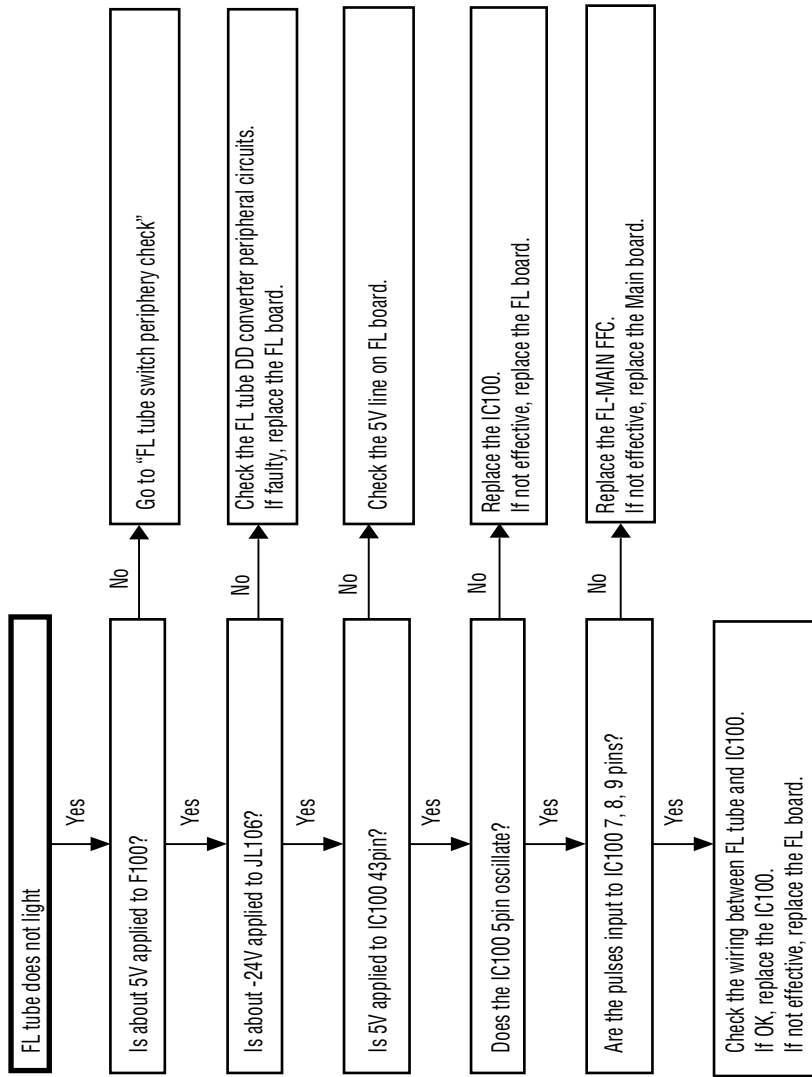 FL tube does not light
Yes
Is about 5V applied to F100?
No
Go to “FL tube switch periphery check”
Yes
Is about -24V applied to JL106?
No
Check the FL tube DD converter peripheral circuits.
If faulty, replace the FL board.
Yes
Is 5V applied to IC100 43pin?
No
Check the 5V line on FL board.
Yes
Does the IC100 5pin oscillate?
No
Replace the IC100.
If not effective, replace the FL board.
Yes
Are the pulses input to IC100 7, 8, 9 pins?
No
Replace the FL-MAIN FFC.
If not effective, replace the Main board.
Yes
Check the wiring between FL tube and IC100.
If OK, replace the IC100.
If not effective, replace the FL board.